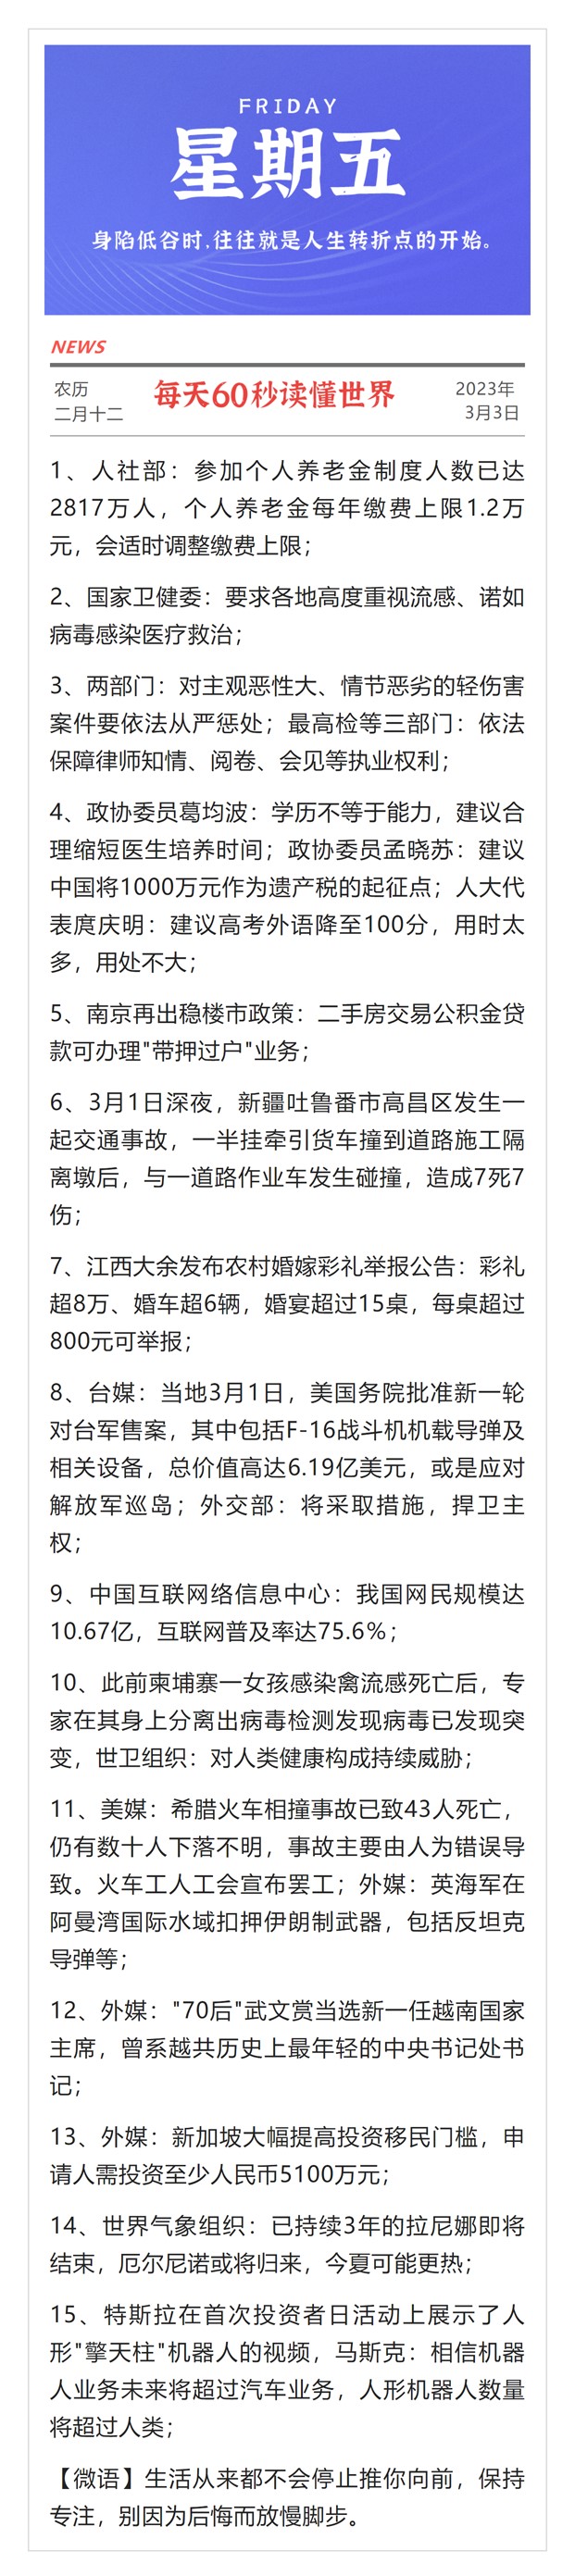 FRIDAY
星期五
身陷低谷时,往往就是人生转折点的开始。
NEWS
农历
二月十二
每天60秒读懂世界
2023年
3月3日
1、人社部：参加个人养老金制度人数已达
2817万人，个人养老金每年缴费上限1.2万
元，会适时调整缴费上限；
2、国家卫健委：要求各地高度重视流感、诺如
病毒感染医疗救治；
3、两部门：对主观恶性大、情节恶劣的轻伤害
案件要依法从严惩处；最高检等三部门：依法
保障律师知情、阅卷、会见等执业权利；
4、政协委员葛均波：学历不等于能力，建议合
理缩短医生培养时间；政协委员孟晓苏：建议
中国将1000万元作为遗产税的起征点；人大代
表庹庆明：建议高考外语降至100分，用时太
多，用处不大；
5、南京再出稳楼市政策：二手房交易公积金贷
款可办理"带押过户"业务；
6、3月1日深夜，新疆吐鲁番市高昌区发生一
起交通事故，一半挂牵引货车撞到道路施工隔
离墩后，与一道路作业车发生碰撞，造成7死7
伤；
7、江西大余发布农村婚嫁彩礼举报公告：彩礼
超8万、婚车超6辆，婚宴超过15桌，每桌超过
800元可举报；
8、台媒：当地3月1日，美国务院批准新一轮
对台军售案，其中包括F-16战斗机机载导弹及
相关设备，总价值高达6.19亿美元，或是应对
解放军巡岛；外交部：将采取措施，捍卫主
权；
9、中国互联网络信息中心：我国网民规模达
10.67亿，互联网普及率达75.6%；
10、此前柬埔寨一女孩感染禽流感死亡后，专
家在其身上分离出病毒检测发现病毒已发现突
变，世卫组织：对人类健康构成持续威胁；
11、美媒：希腊火车相撞事故已致43人死亡，
仍有数十人下落不明，事故主要由人为错误导
致。火车工人工会宣布罢工；外媒：英海军在
阿曼湾国际水域扣押伊朗制武器，包括反坦克
导弹等；
12、外媒："70后"武文赏当选新一任越南国家
主席，曾系越共历史上最年轻的中央书记处书
记；
13、外媒：新加坡大幅提高投资移民门槛，申
请人需投资至少人民币5100万元；
14、世界气象组织：已持续3年的拉尼娜即将
结束，厄尔尼诺或将归来，今夏可能更热；
15、特斯拉在首次投资者日活动上展示了人
形"擎天柱"机器人的视频，马斯克：相信机器
人业务未来将超过汽车业务，人形机器人数量
将超过人类；
【微语】生活从来都不会停止推你向前，保持
专注，别因为后悔而放慢脚步。